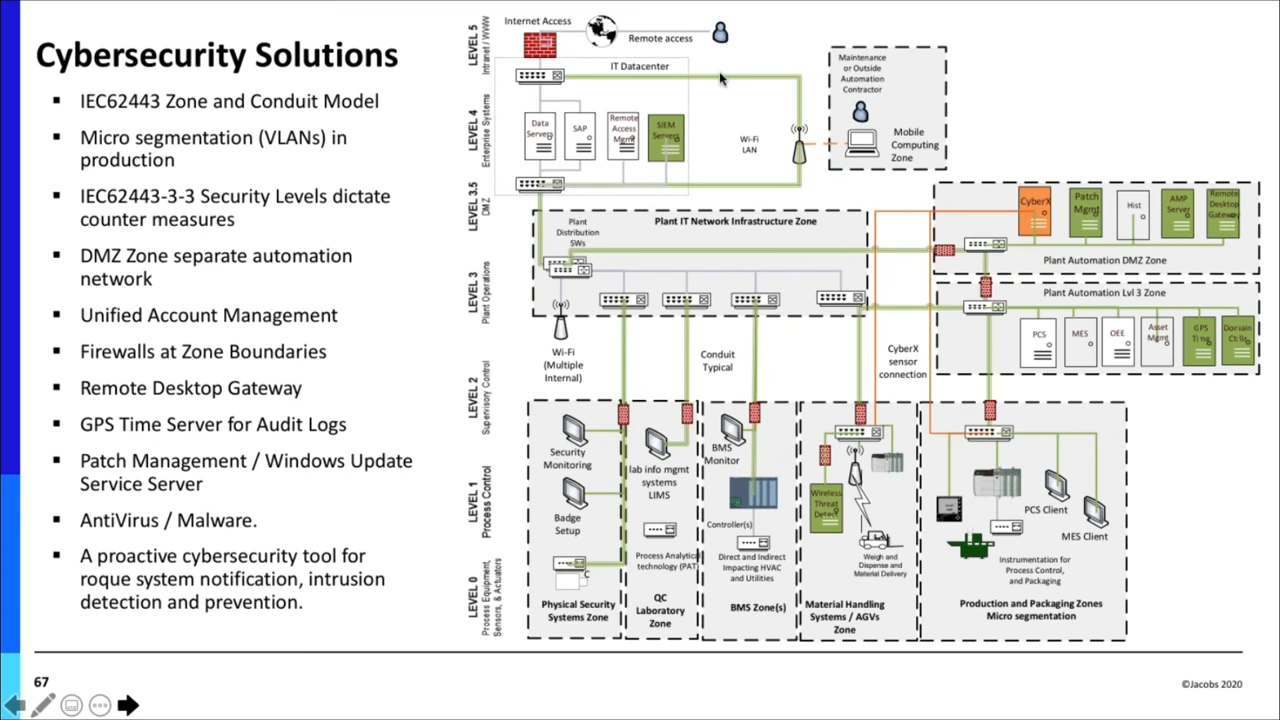 Cybersecurity Solutions
IEC62443 Zone and Conduit Model
Micro segmentation (VLANs) in
production
IEC62443-3-3 Security Levels dictate
counter measures
DMZ Zone separate automation
network
Unified Account Management
Firewalls at Zone Boundaries
Remote Desktop Gateway
GPS Time Server for Audit Logs
Patch Management / Windows Update
Service Server
AntiVirus / Malware.
A proactive cybersecurity tool for
roque system notification, intrusion
detection and prevention.
LEVEL 5
Intranet / WWW
LEVEL 4
Enterprise Systems
LEVEL 3.5
DMZ
LEVEL 3
Plant Operations
LEVEL 2
Supervisory Control
LEVEL 1
Process Control
LEVEL 0
Process Equipment,
Sensors, & Actuators
Internet Access
Remote access
IT Datacenter
Data
Servers
SAP
Remote
Access
Mgmt
SIEM
Servers
Wi-Fi
LAN
Maintenance
or Outside
Automation
Contractor
Mobile
Computing
Zone
Plant IT Network Infrastructure Zone
Plant
Distribution
SWs
Wi-Fi
(Multiple
Internal)
Conduit
Typical
CyberX
sensor
connection
CyberX
Patch
Mgmt
Hist
AMP
Server
Remote
Desktop
Gateway
Plant Automation DMZ Zone
Plant Automation Lvl 3 Zone
PCS
MES
OEE
Asset
Mgmt
GPS
Time
Domain
Security
Monitoring
Badge
Setup
C
Physical Security
Systems Zone
lab info mgmt
systems
LIMS
Process Analytical
technology (PAT
QC
Laboratory
Zone
BMS
Monitor
Controller(s)
Direct and Indirect
Impacting HVAC
and Utilities
BMS Zone(s)
Wireless
Threat
Detect
Weigh and
Dispense and
Material Delivery
Material Handling
Systems / AGVs
Zone
PCS Client
MES Client
Instrumentation for
Process Control,
and Packaging
Production and Packaging Zones
Micro segmentation
67
©Jacobs 2020